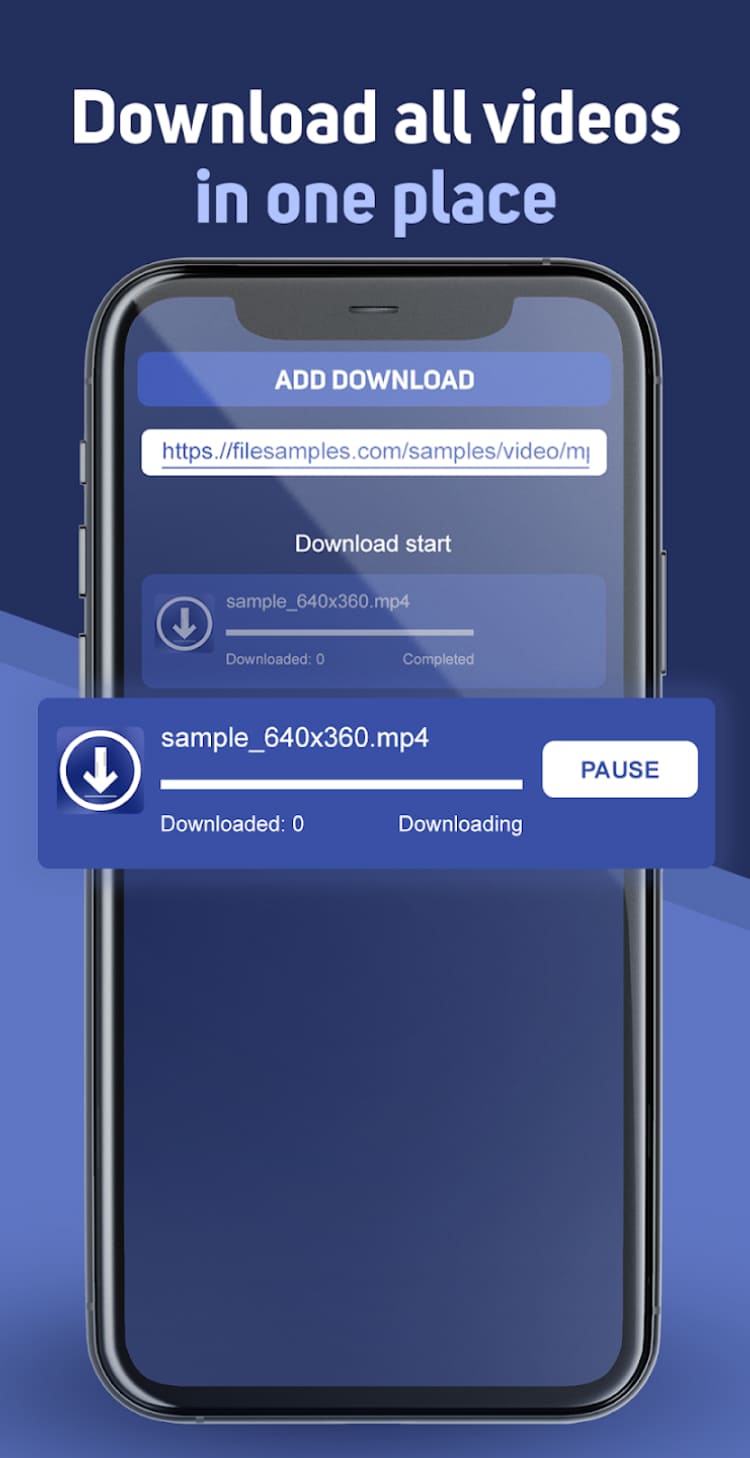 Download all videos
in one place
ADD DOWNLOAD
https.//filesamples.com/samples/video/m
Download start
sample_640x360.mp4
Downloaded: 0 Completed
sample_640x360.mp4
PAUSE
Downloaded: 0 Downloading